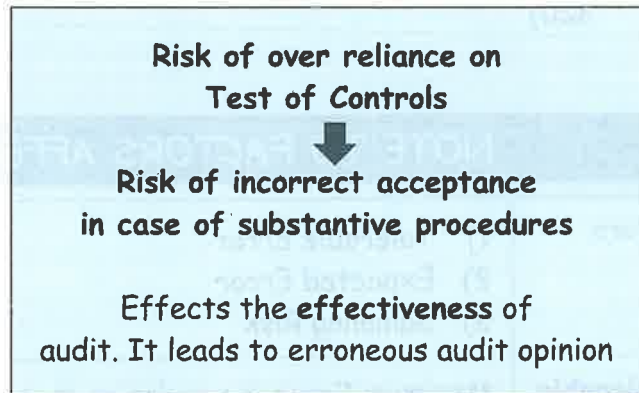 Risk of over reliance on
Test of Controls
Risk of incorrect acceptance
in case of substantive procedures
Effects the effectiveness of
audit. It leads to erroneous audit opinion